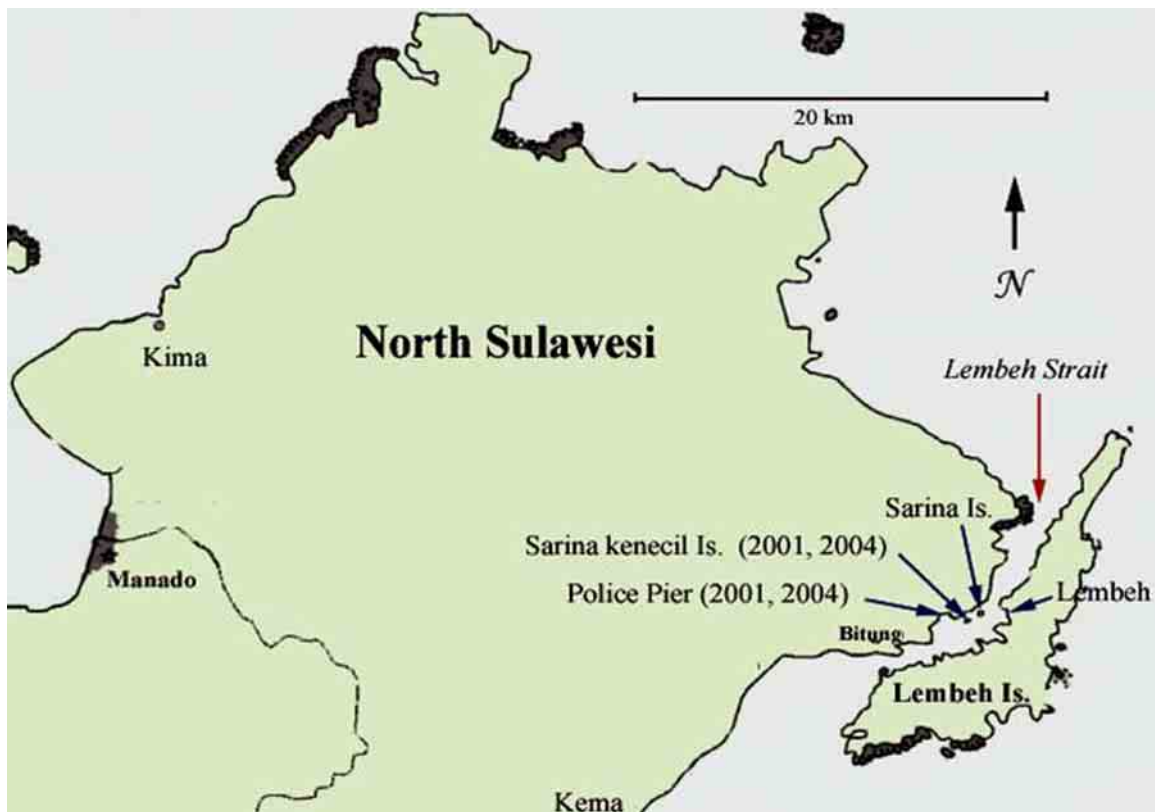 20 km
N
North Sulawesi
Kima
Lembeh Strait
Sarina Is.
Sarina kenecil Is. (2001, 2004)
Manado
Police Pier (2001, 2004)
Lembeh
Bitung
Lembeh Is.
Kema